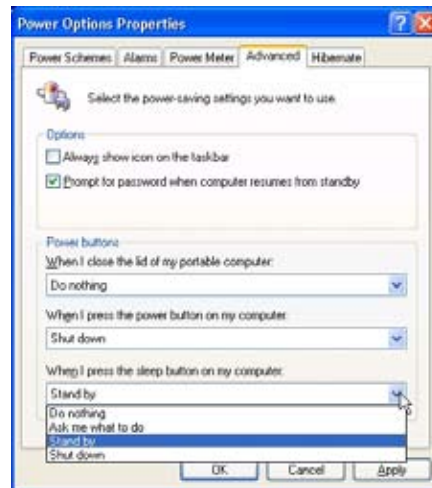 Power Options Properties
Power Schemes Alarms Power Meter Advanced Hibernate
Select the power-saving settings you want to use.
Options
Always show icon on the taskbar
Prompt for password when computer resumes from standby
Power buttons
When I close the lid of my portable computer:
Do nothing
When I press the power button on my computer:
Shut down
When I press the sleep button on my computer:
Stand by
Do nothing
Ask me what to do
Stand by
Shut down
OK Cancel Apply